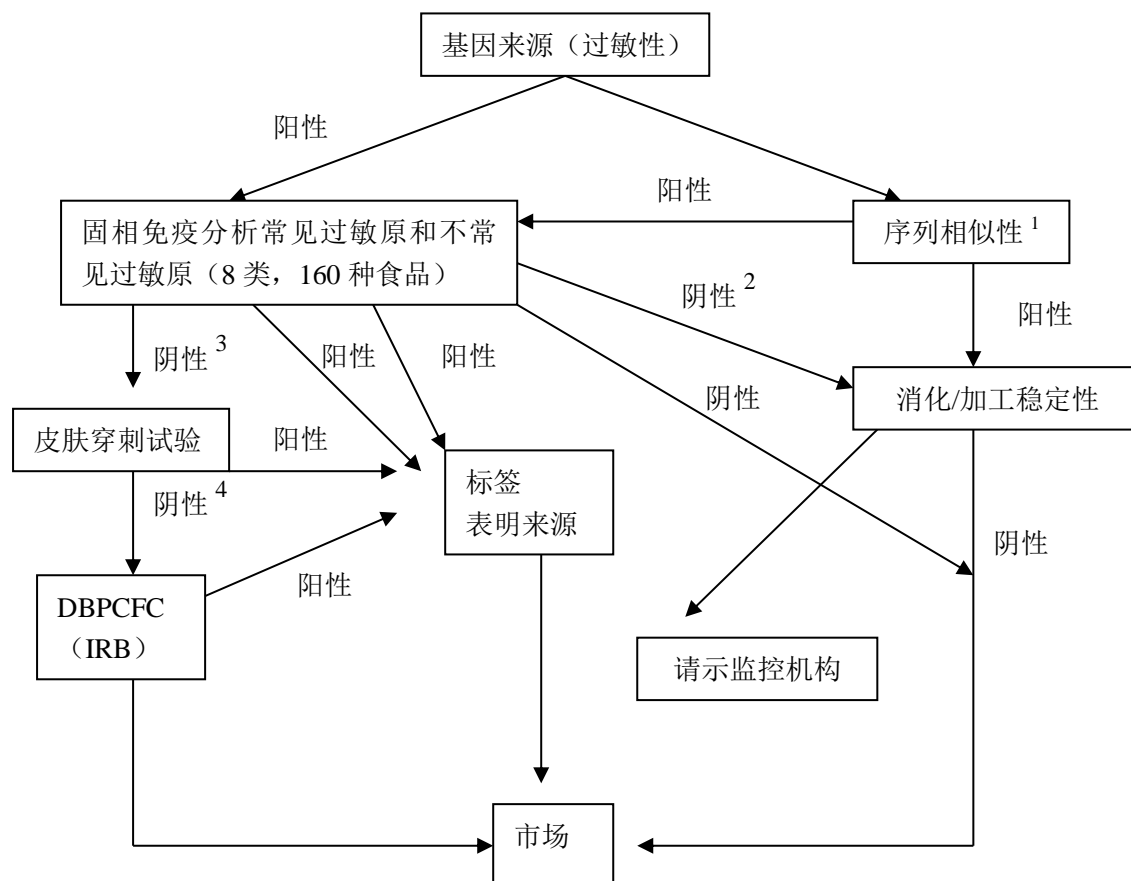 基因来源（过敏性）
阳性
阳性
固相免疫分析常见过敏原和不常
见过敏原（8 类，160 种食品）
序列相似性 1
阴性 2
阳性
阴性 3
阳性
阳性
消化/加工稳定性
阴性
皮肤穿刺试验
阳性
标签
表明来源
阴性 4
阴性
阳性
DBPCFC
（IRB）
请示监控机构
市场